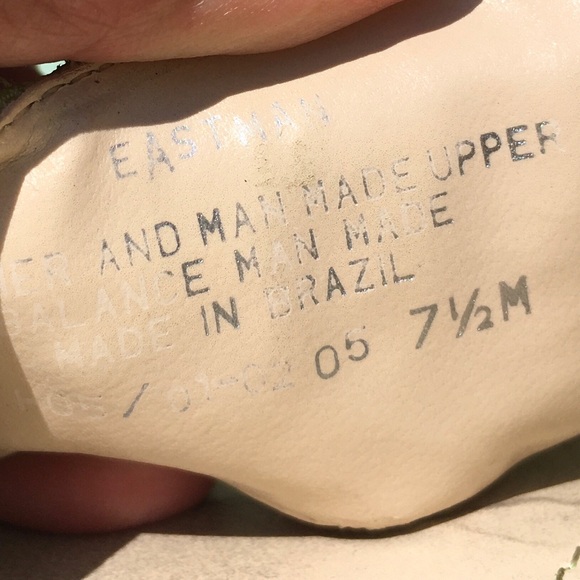 EASTMAN
AND MAN MADE UPPER
BALANCE MAN MADE
MADE IN BRAZIL
/ 05 7½M